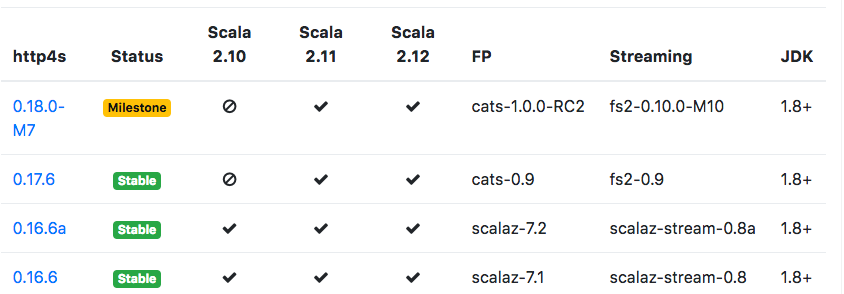 http4s Status Scala 2.10 Scala 2.11 Scala 2.12 FP Streaming JDK
0.18.0-M7 Milestone cats-1.0.0-RC2 fs2-0.10.0-M10 1.8+
0.17.6 Stable cats-0.9 fs2-0.9 1.8+
0.16.6a Stable scalaz-7.2 scalaz-stream-0.8a 1.8+
0.16.6 Stable scalaz-7.1 scalaz-stream-0.8 1.8+